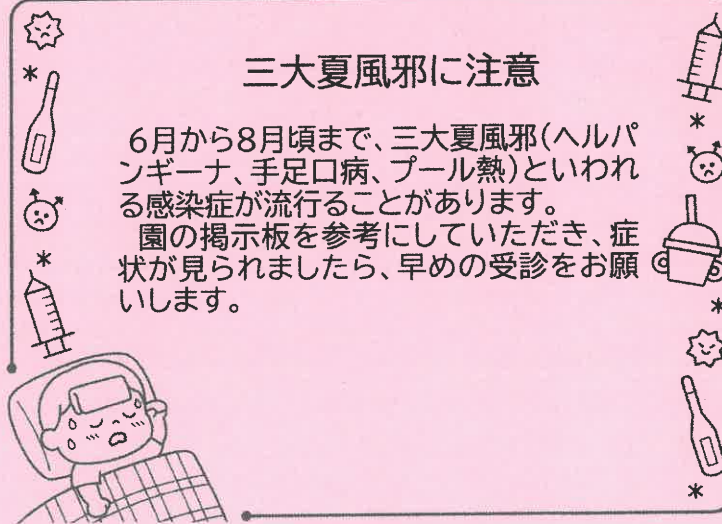 三大夏風邪に注意
6月から8月頃まで、三大夏風邪(ヘルパ
ンギーナ、手足口病、プール熱)といわれ
る感染症が流行ることがあります。
園の掲示板を参考にしていただき、症
状が見られましたら、早めの受診をお願
いします。